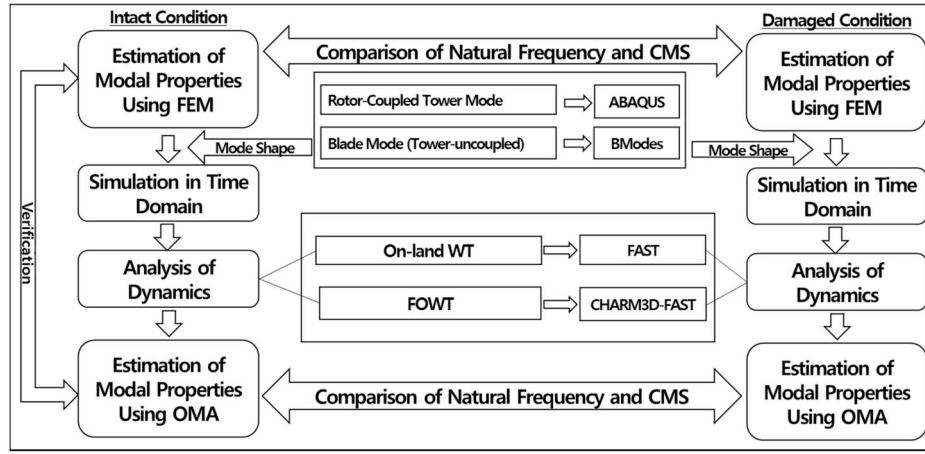 Intact Condition
Damaged Condition
Estimation of
Modal Properties
Using FEM
Comparison of Natural Frequency and CMS
Estimation of
Modal Properties
Using FEM
Rotor-Coupled Tower Mode
ABAQUS
Blade Mode (Tower-uncoupled)
BModes
Mode Shape
Mode Shape
Verification
Simulation in Time
Domain
Simulation in Time
Domain
On-land WT
FAST
FOWT
CHARM3D-FAST
Analysis of
Dynamics
Analysis of
Dynamics
Estimation of
Modal Properties
Using OMA
Comparison of Natural Frequency and CMS
Estimation of
Modal Properties
Using OMA